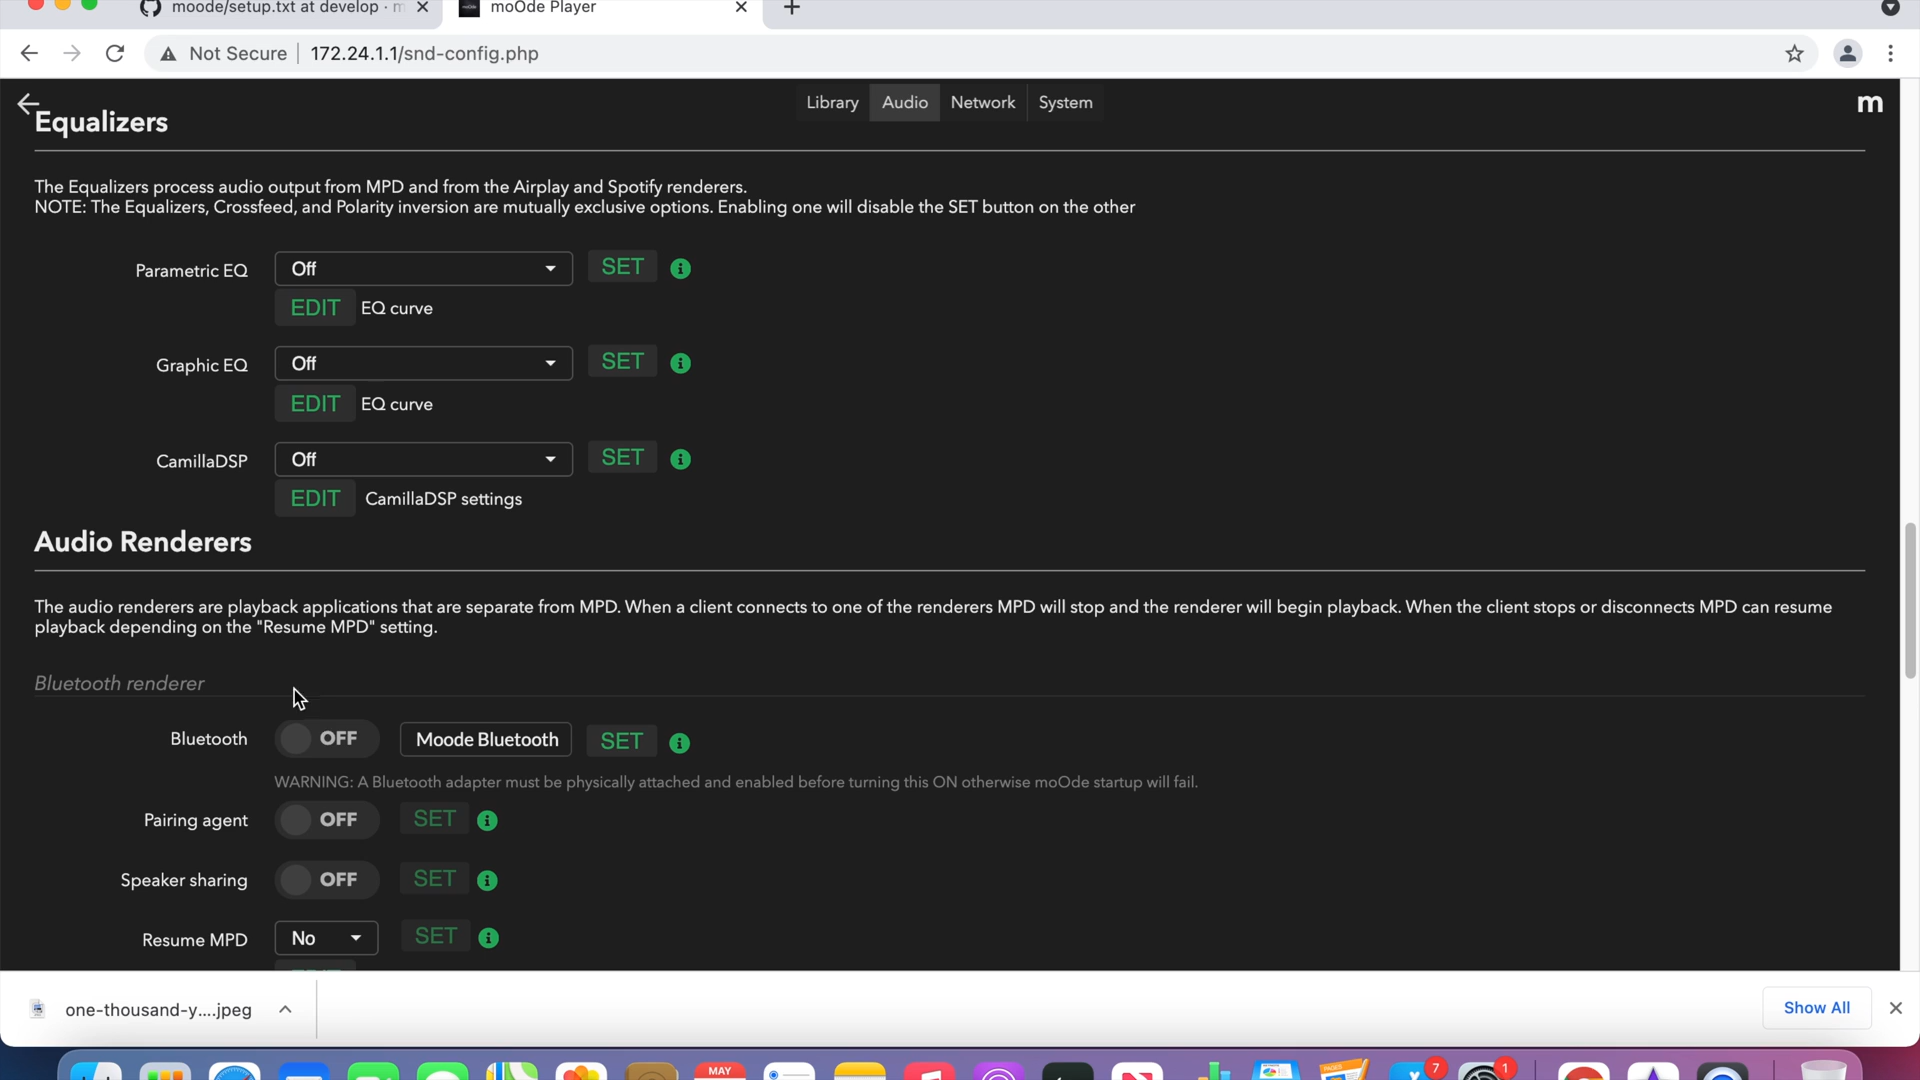 moode/setup.txt at develop · m
moOde Player
Not Secure
172.24.1.1/snd-config.php
Library
Audio
Network
System
m
Equalizers
The Equalizers process audio output from MPD and from the Airplay and Spotify renderers.
NOTE: The Equalizers, Crossfeed, and Polarity inversion are mutually exclusive options. Enabling one will disable the SET button on the other
Parametric EQ
Off
SET
EDIT
EQ curve
Graphic EQ
Off
SET
EDIT
EQ curve
CamillaDSP
Off
SET
EDIT
CamillaDSP settings
Audio Renderers
The audio renderers are playback applications that are separate from MPD. When a client connects to one of the renderers MPD will stop and the renderer will begin playback. When the client stops or disconnects MPD can resume
playback depending on the "Resume MPD" setting.
Bluetooth renderer
Bluetooth
OFF
Moode Bluetooth
SET
WARNING: A Bluetooth adapter must be physically attached and enabled before turning this ON otherwise moOde startup will fail.
Pairing agent
OFF
SET
Speaker sharing
OFF
SET
Resume MPD
No
SET
one-thousand-y....jpeg
Show All
MAY
7
1